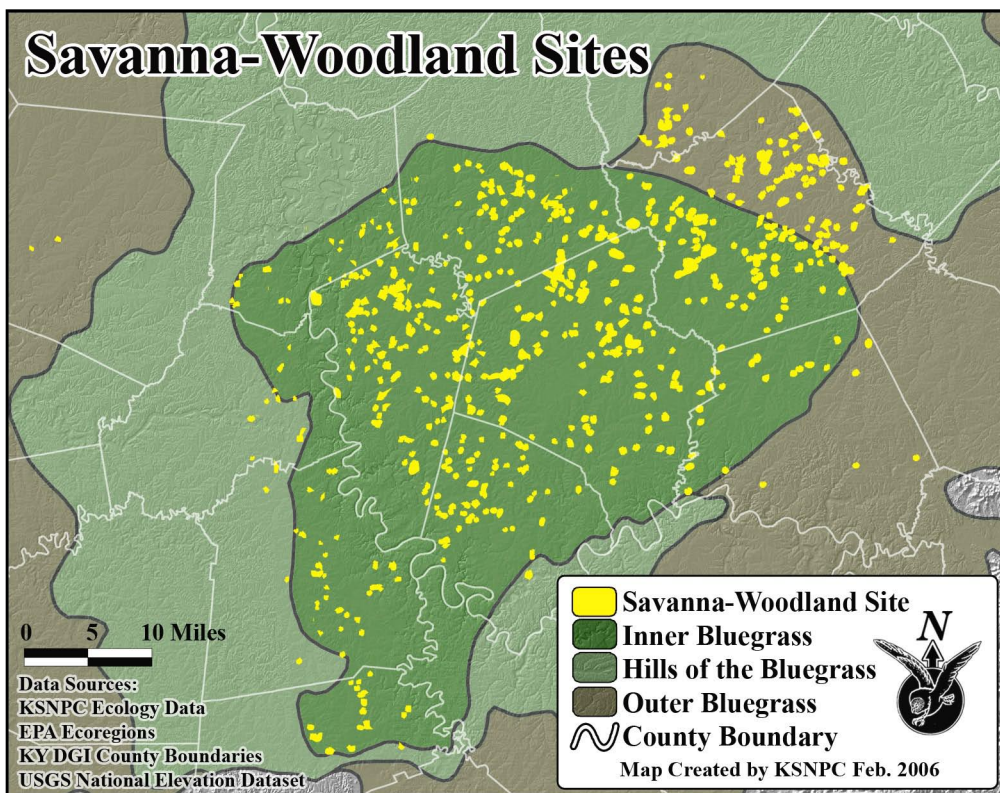 Savanna-Woodland Sites
0 5 10 Miles
Data Sources:
KSNPC Ecology Data
EPA Ecoregions
KY DGI County Boundaries
USGS National Elevation Dataset
Savanna-Woodland Site
Inner Bluegrass
Hills of the Bluegrass
Outer Bluegrass
County Boundary
N
Map Created by KSNPC Feb. 2006